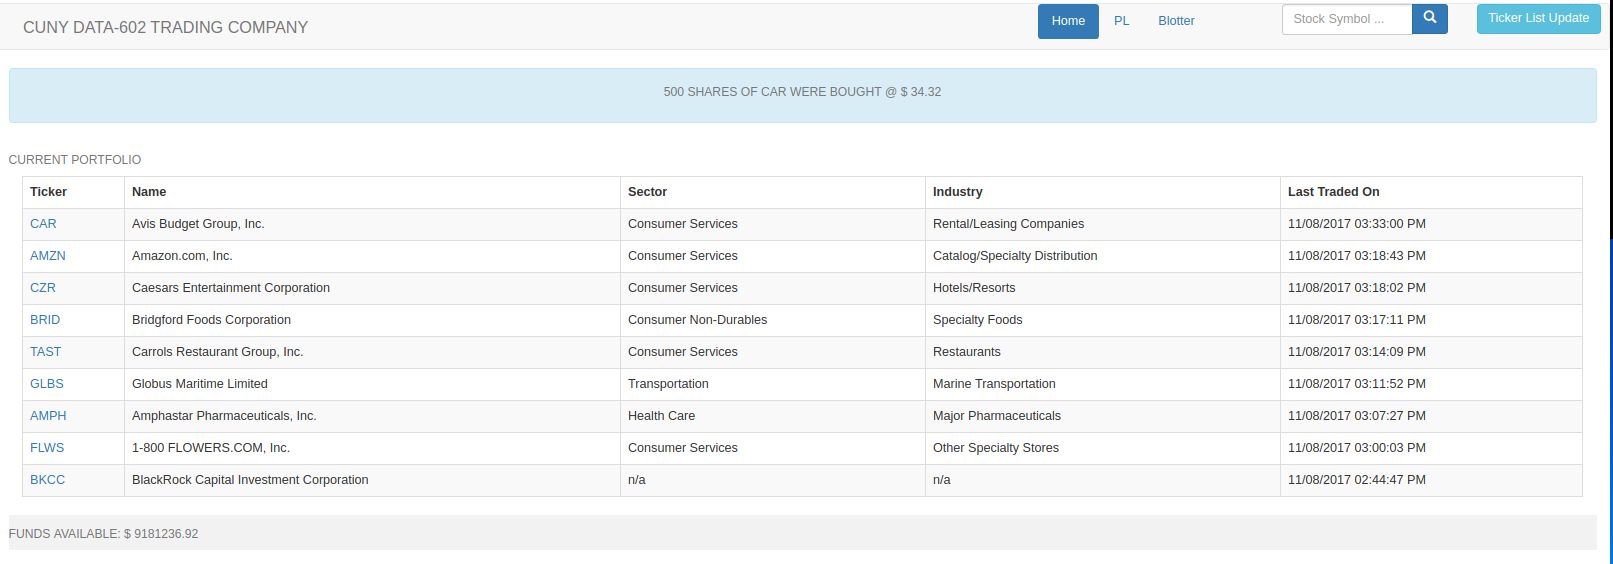 CUNY DATA-602 TRADING COMPANY Home PL Blotter Stock Symbol ... Ticker List Update
500 SHARES OF CAR WERE BOUGHT @ $ 34.32
CURRENT PORTFOLIO
Ticker Name Sector Industry Last Traded On
CAR Avis Budget Group, Inc. Consumer Services Rental/Leasing Companies 11/08/2017 03:33:00 PM
AMZN Amazon.com, Inc. Consumer Services Catalog/Specialty Distribution 11/08/2017 03:18:43 PM
CZR Caesars Entertainment Corporation Consumer Services Hotels/Resorts 11/08/2017 03:18:02 PM
BRID Bridgford Foods Corporation Consumer Non-Durables Specialty Foods 11/08/2017 03:17:11 PM
TAST Carrols Restaurant Group, Inc. Consumer Services Restaurants 11/08/2017 03:14:09 PM
GLBS Globus Maritime Limited Transportation Marine Transportation 11/08/2017 03:11:52 PM
AMPH Amphastar Pharmaceuticals, Inc. Health Care Major Pharmaceuticals 11/08/2017 03:07:27 PM
FLWS 1-800 FLOWERS.COM, Inc. Consumer Services Other Specialty Stores 11/08/2017 03:00:03 PM
BKCC BlackRock Capital Investment Corporation n/a n/a 11/08/2017 02:44:47 PM
FUNDS AVAILABLE: $ 9181236.92